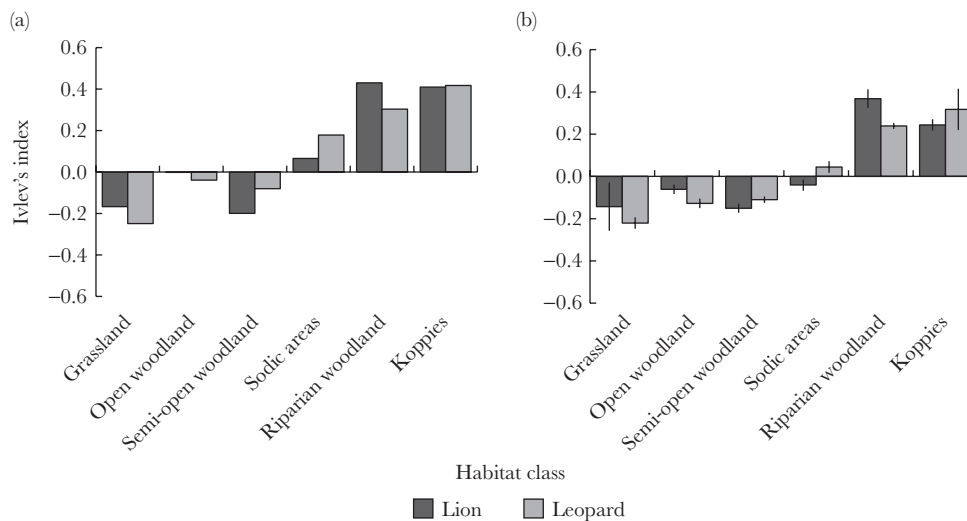 (a)
0.6
0.4
0.2
0.0
–0.2
–0.4
–0.6
Ivlev's index
Grassland
Open woodland
Semi-open woodland
Sodic areas
Riparian woodland
Koppies
(b)
0.6
0.4
0.2
0.0
–0.2
–0.4
–0.6
Grassland
Open woodland
Semi-open woodland
Sodic areas
Riparian woodland
Koppies
Habitat class
Lion Leopard